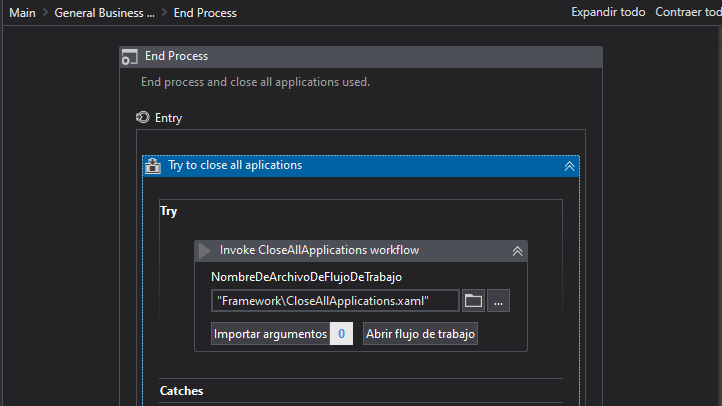 Main > General Business ... > End Process
Expandir todo
Contraer tod
End Process
End process and close all applications used.
Entry
Try to close all aplications
Try
Invoke CloseAllApplications workflow
NombreDeArchivoDeFlujoDeTrabajo
"Framework\CloseAllApplications.xaml"
...
Importar argumentos 0
Abrir flujo de trabajo
Catches